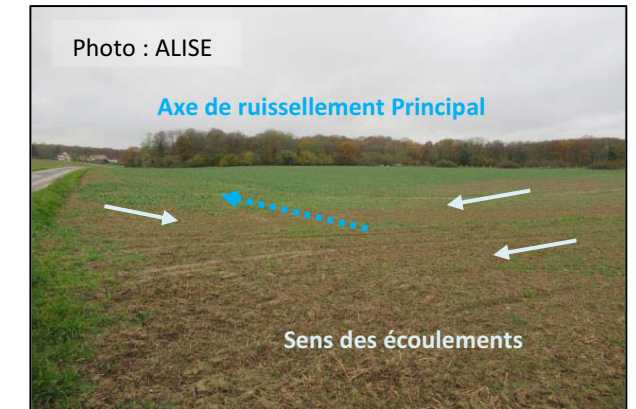 Photo : ALISE
Axe de ruissellement Principal
Sens des écoulements